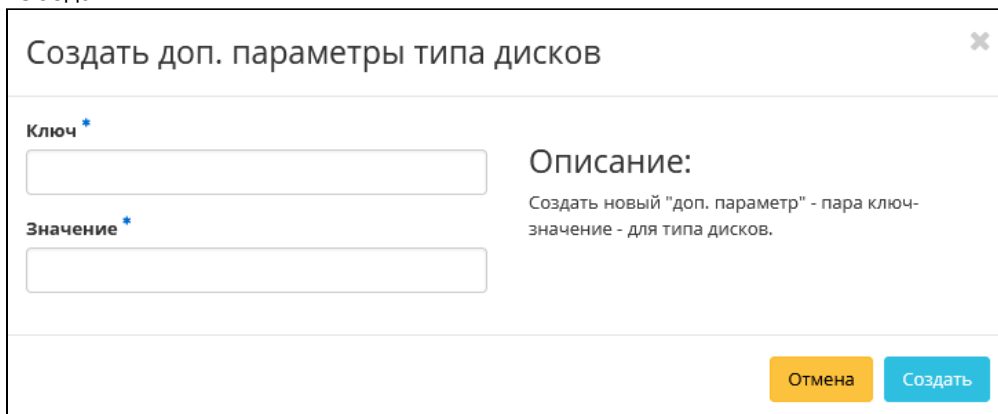 Создать доп. параметры типа дисков
Ключ *
Описание:
Создать новый "доп. параметр" - пара ключ-
значение - для типа дисков.
Значение *
Отмена
Создать